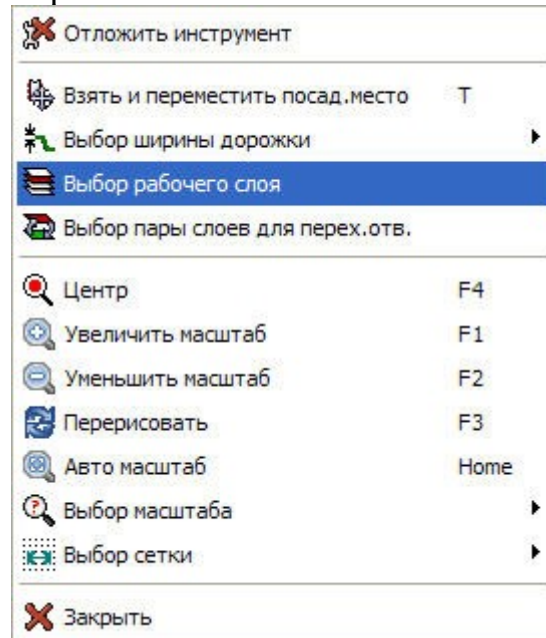 Отложить инструмент
Взять и переместить посад.место T
Выбор ширины дорожки
Выбор рабочего слоя
Выбор пары слоев для перех.отв.
Центр F4
Увеличить масштаб F1
Уменьшить масштаб F2
Перерисовать F3
Авто масштаб Home
Выбор масштаба
Выбор сетки
Закрыть